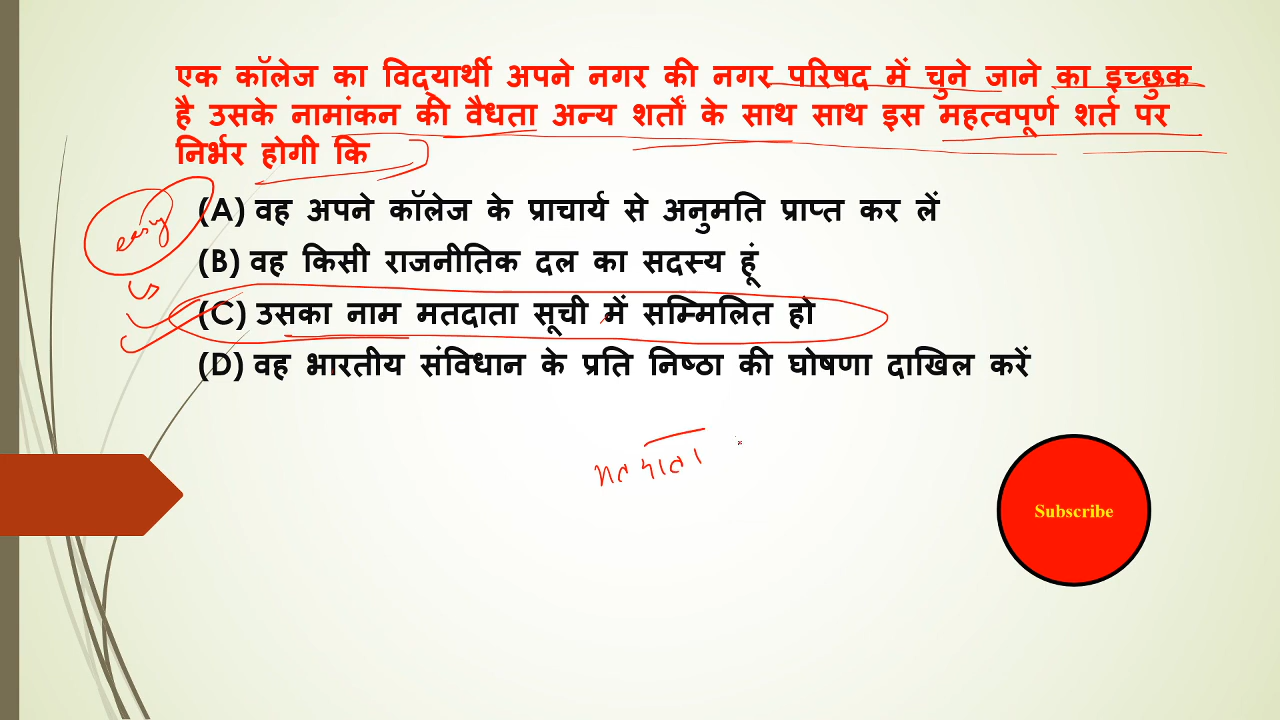 एक कॉलेज का विद्यार्थी अपने नगर की नगर परिषद में चुने जाने का इच्छुक
है उसके नामांकन की वैधता अन्य शर्तों के साथ साथ इस महत्वपूर्ण शर्त पर
निर्भर होगी कि
(A) वह अपने कॉलेज के प्राचार्य से अनुमति प्राप्त कर लें
easy
(B) वह किसी राजनीतिक दल का सदस्य हूं
(C) उसका नाम मतदाता सूची में सम्मिलित हो
(D) वह भारतीय संविधान के प्रति निष्ठा की घोषणा दाखिल करें
Subscribe